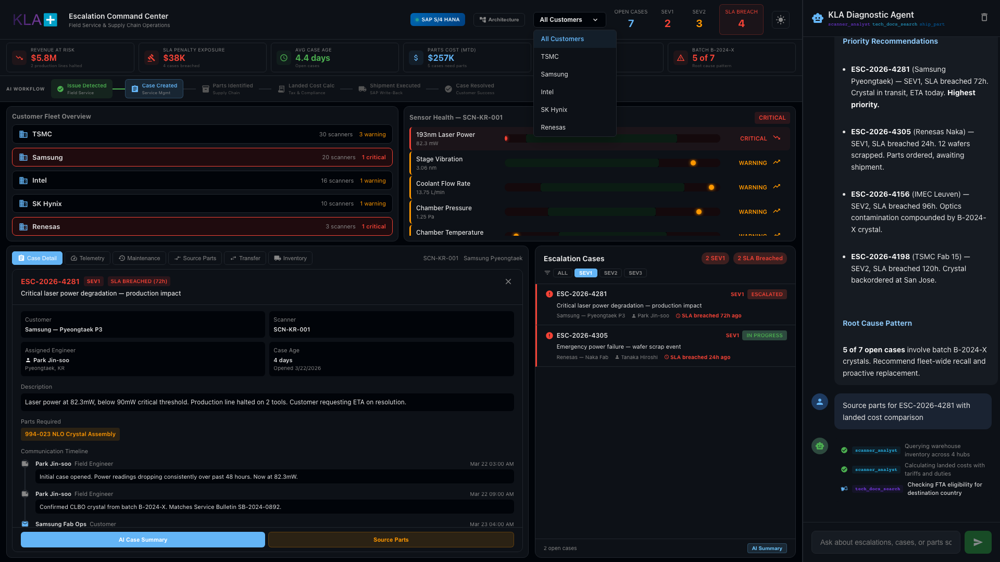 KLA+
Escalation Command Center
Field Service & Supply Chain Operations
SAP S/4 HANA
Architecture
All Customers
OPEN CASES
7
SEV1
2
SEV2
3
SLA BREACH
4
All Customers
TSMC
Samsung
Intel
SK Hynix
Renesas
REVENUE AT RISK
$5.8M
2 production lines halted
SLA PENALTY EXPOSURE
$38K
4 cases breached
AVG CASE AGE
4.4 days
Open cases
PARTS COST (MTD)
$257K
5 cases need parts
BATCH B-2024-X
5 of 7
Root cause pattern
AI WORKFLOW
Issue Detected
Field Service
Case Created
Service Mgmt
Parts Identified
Supply Chain
Landed Cost Calc
Tax & Compliance
Shipment Executed
SAP Write-Back
Case Resolved
Customer Success
Customer Fleet Overview
TSMC 30 scanners 3 warning
Samsung 20 scanners 1 critical
Intel 16 scanners 1 warning
SK Hynix 10 scanners 1 warning
Renesas 3 scanners 1 critical
Sensor Health — SCN-KR-001 CRITICAL
193nm Laser Power
82.3 mW
CRITICAL
Stage Vibration
3.06 nm
WARNING
Coolant Flow Rate
13.75 L/min
WARNING
Chamber Pressure
1.25 Pa
WARNING
Chamber Temperature
WARNING
Case Detail
Telemetry
Maintenance
Source Parts
Transfer
Inventory
SCN-KR-001 Samsung Pyeongtaek
ESC-2026-4281 SEV1 SLA BREACHED (72h)
Critical laser power degradation — production impact
Customer
Samsung — Pyeongtaek P3
Scanner
SCN-KR-001
Assigned Engineer
Park Jin-soo
Pyeongtaek, KR
Case Age
4 days
Opened 3/22/2026
Description
Laser power at 82.3mW, below 90mW critical threshold. Production line halted on 2 tools. Customer requesting ETA on resolution.
Parts Required
994-023 NLO Crystal Assembly
Communication Timeline
Park Jin-soo Field Engineer Mar 22 03:00 AM
Initial case opened. Power readings dropping consistently over past 48 hours. Now at 82.3mW.
Park Jin-soo Field Engineer Mar 22 09:00 AM
Confirmed CLBO crystal from batch B-2024-X. Matches Service Bulletin SB-2024-0892.
Samsung Fab Ops Customer Mar 23 04:00 AM
AI Case Summary
Source Parts
Escalation Cases 2 SEV1 2 SLA Breached
ALL SEV1 SEV2 SEV3
ESC-2026-4281 SEV1 ESCALATED
Critical laser power degradation — production impact
Samsung — Pyeongtaek P3 Park Jin-soo SLA breached 72h ago
ESC-2026-4305 SEV1 IN PROGRESS
Emergency power failure — wafer scrap event
Renesas — Naka Fab Tanaka Hiroshi SLA breached 24h ago
2 open cases
AI Summary
KLA Diagnostic Agent
scanner_analyst tech_docs_search ship_part
Priority Recommendations
• ESC-2026-4281 (Samsung
Pyeongtaek) — SEV1, SLA breached 72h.
Crystal in transit, ETA today. Highest
priority.
• ESC-2026-4305 (Renesas Naka) —
SEV1, SLA breached 24h. 12 wafers
scrapped. Parts ordered, awaiting
shipment.
• ESC-2026-4156 (IMEC Leuven) —
SEV2, SLA breached 96h. Optics
contamination compounded by B-2024-
X crystal.
• ESC-2026-4198 (TSMC Fab 15) —
SEV2, SLA breached 120h. Crystal
backordered at San Jose.
Root Cause Pattern
5 of 7 open cases involve batch B-2024-X
crystals. Recommend fleet-wide recall and
proactive replacement.
Source parts for ESC-2026-4281 with
landed cost comparison
scanner_analyst
Querying warehouse
inventory across 4 hubs
scanner_analyst
Calculating landed costs with
tariffs and duties
tech_docs_search
Checking FTA eligibility for
destination country
Ask about escalations, cases, or parts sc